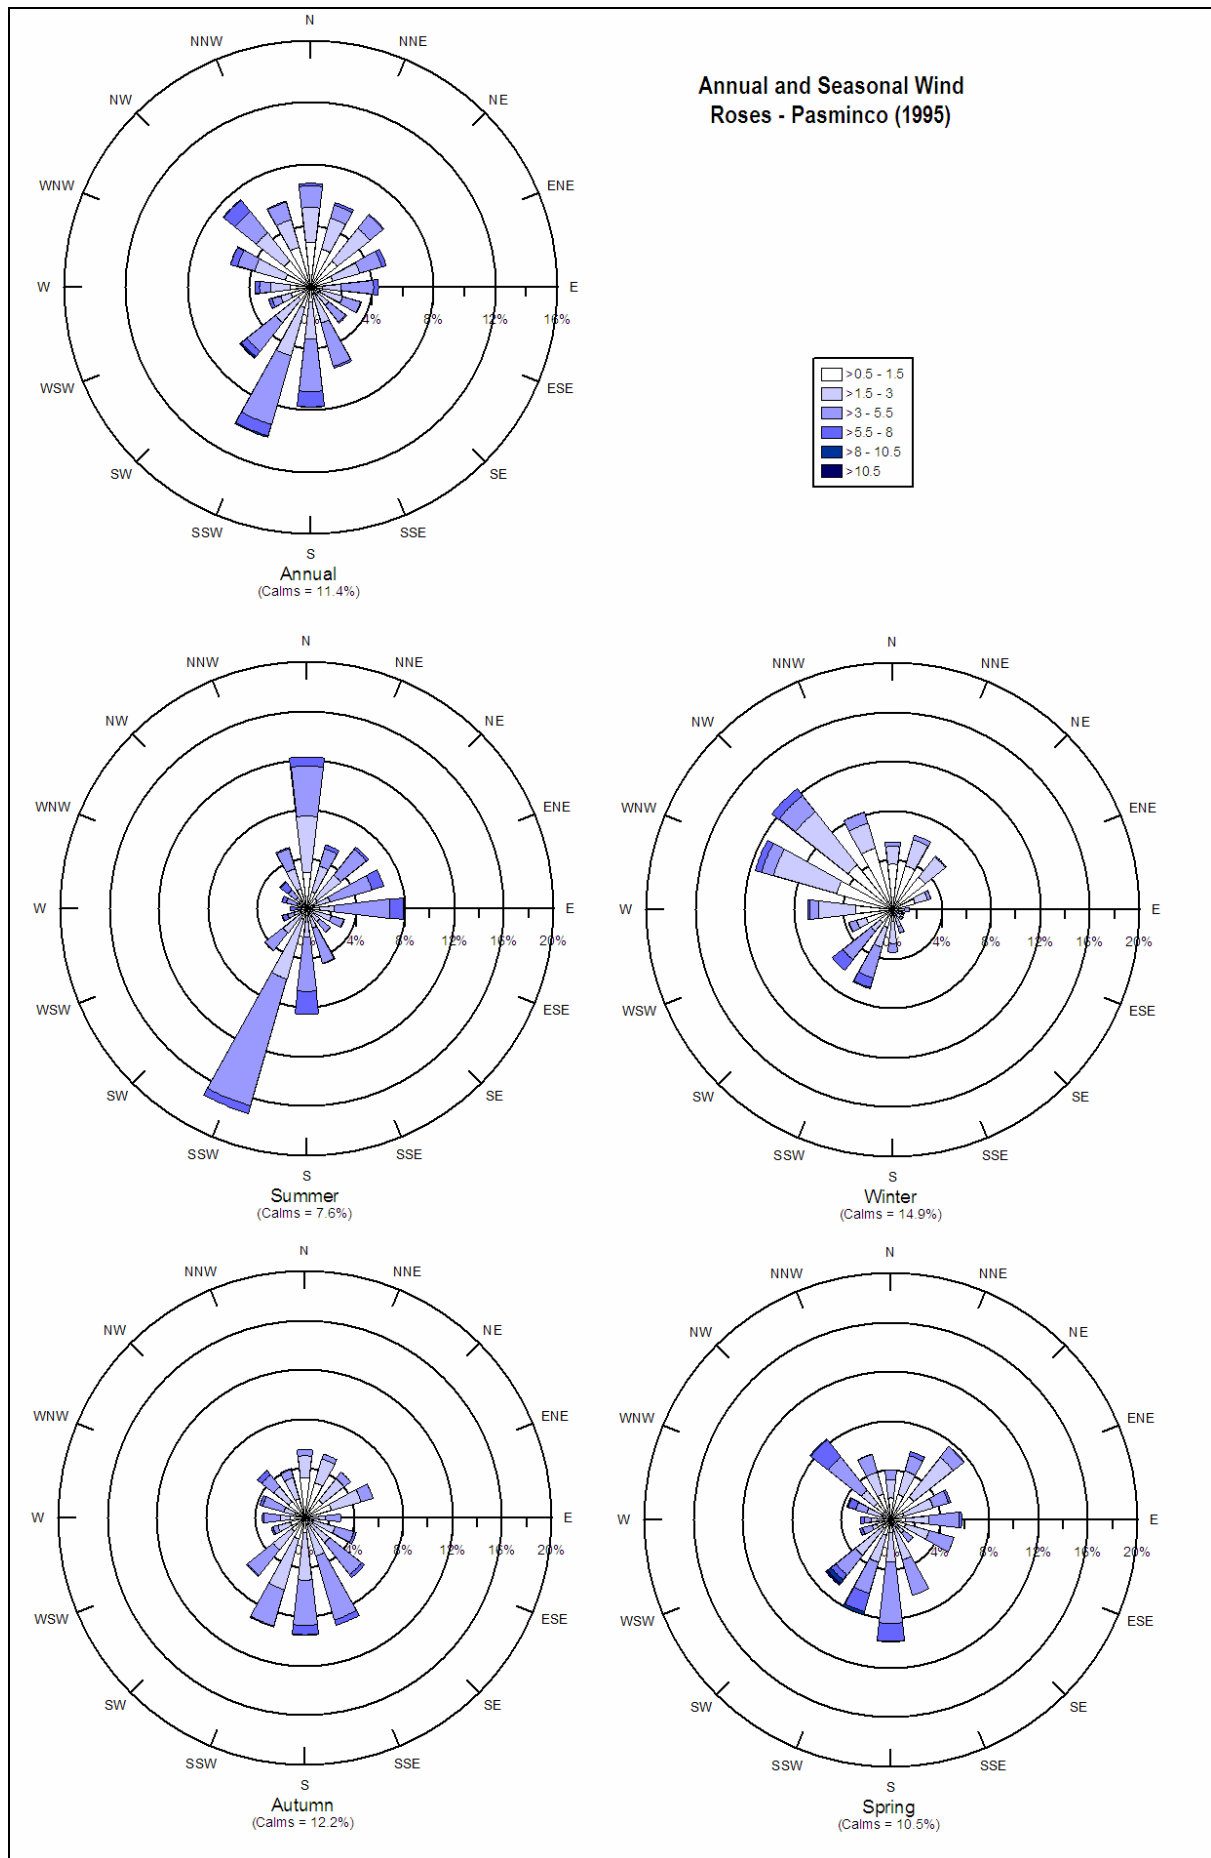 Annual and Seasonal Wind
Roses - Pasminco (1995)
N
NNW
NNE
NW
NE
WNW
ENE
W
E
4%
8%
12%
16%
WSW
ESE
SW
SE
SSW
SSE
S
Annual
(Calms = 11.4%)
>0.5 - 1.5
>1.5 - 3
>3 - 5.5
>5.5 - 8
>8 - 10.5
>10.5
N
NNW
NNE
NW
NE
WNW
ENE
W
E
4%
8%
12%
16%
20%
WSW
ESE
SW
SE
SSW
SSE
S
Summer
(Calms = 7.6%)
N
NNW
NNE
NW
NE
WNW
ENE
W
E
4%
8%
12%
16%
20%
WSW
ESE
SW
SE
SSW
SSE
S
Winter
(Calms = 14.9%)
N
NNW
NNE
NW
NE
WNW
ENE
W
E
4%
8%
12%
16%
20%
WSW
ESE
SW
SE
SSW
SSE
S
Autumn
(Calms = 12.2%)
N
NNW
NNE
NW
NE
WNW
ENE
W
E
4%
8%
12%
16%
20%
WSW
ESE
SW
SE
SSW
SSE
S
Spring
(Calms = 10.5%)